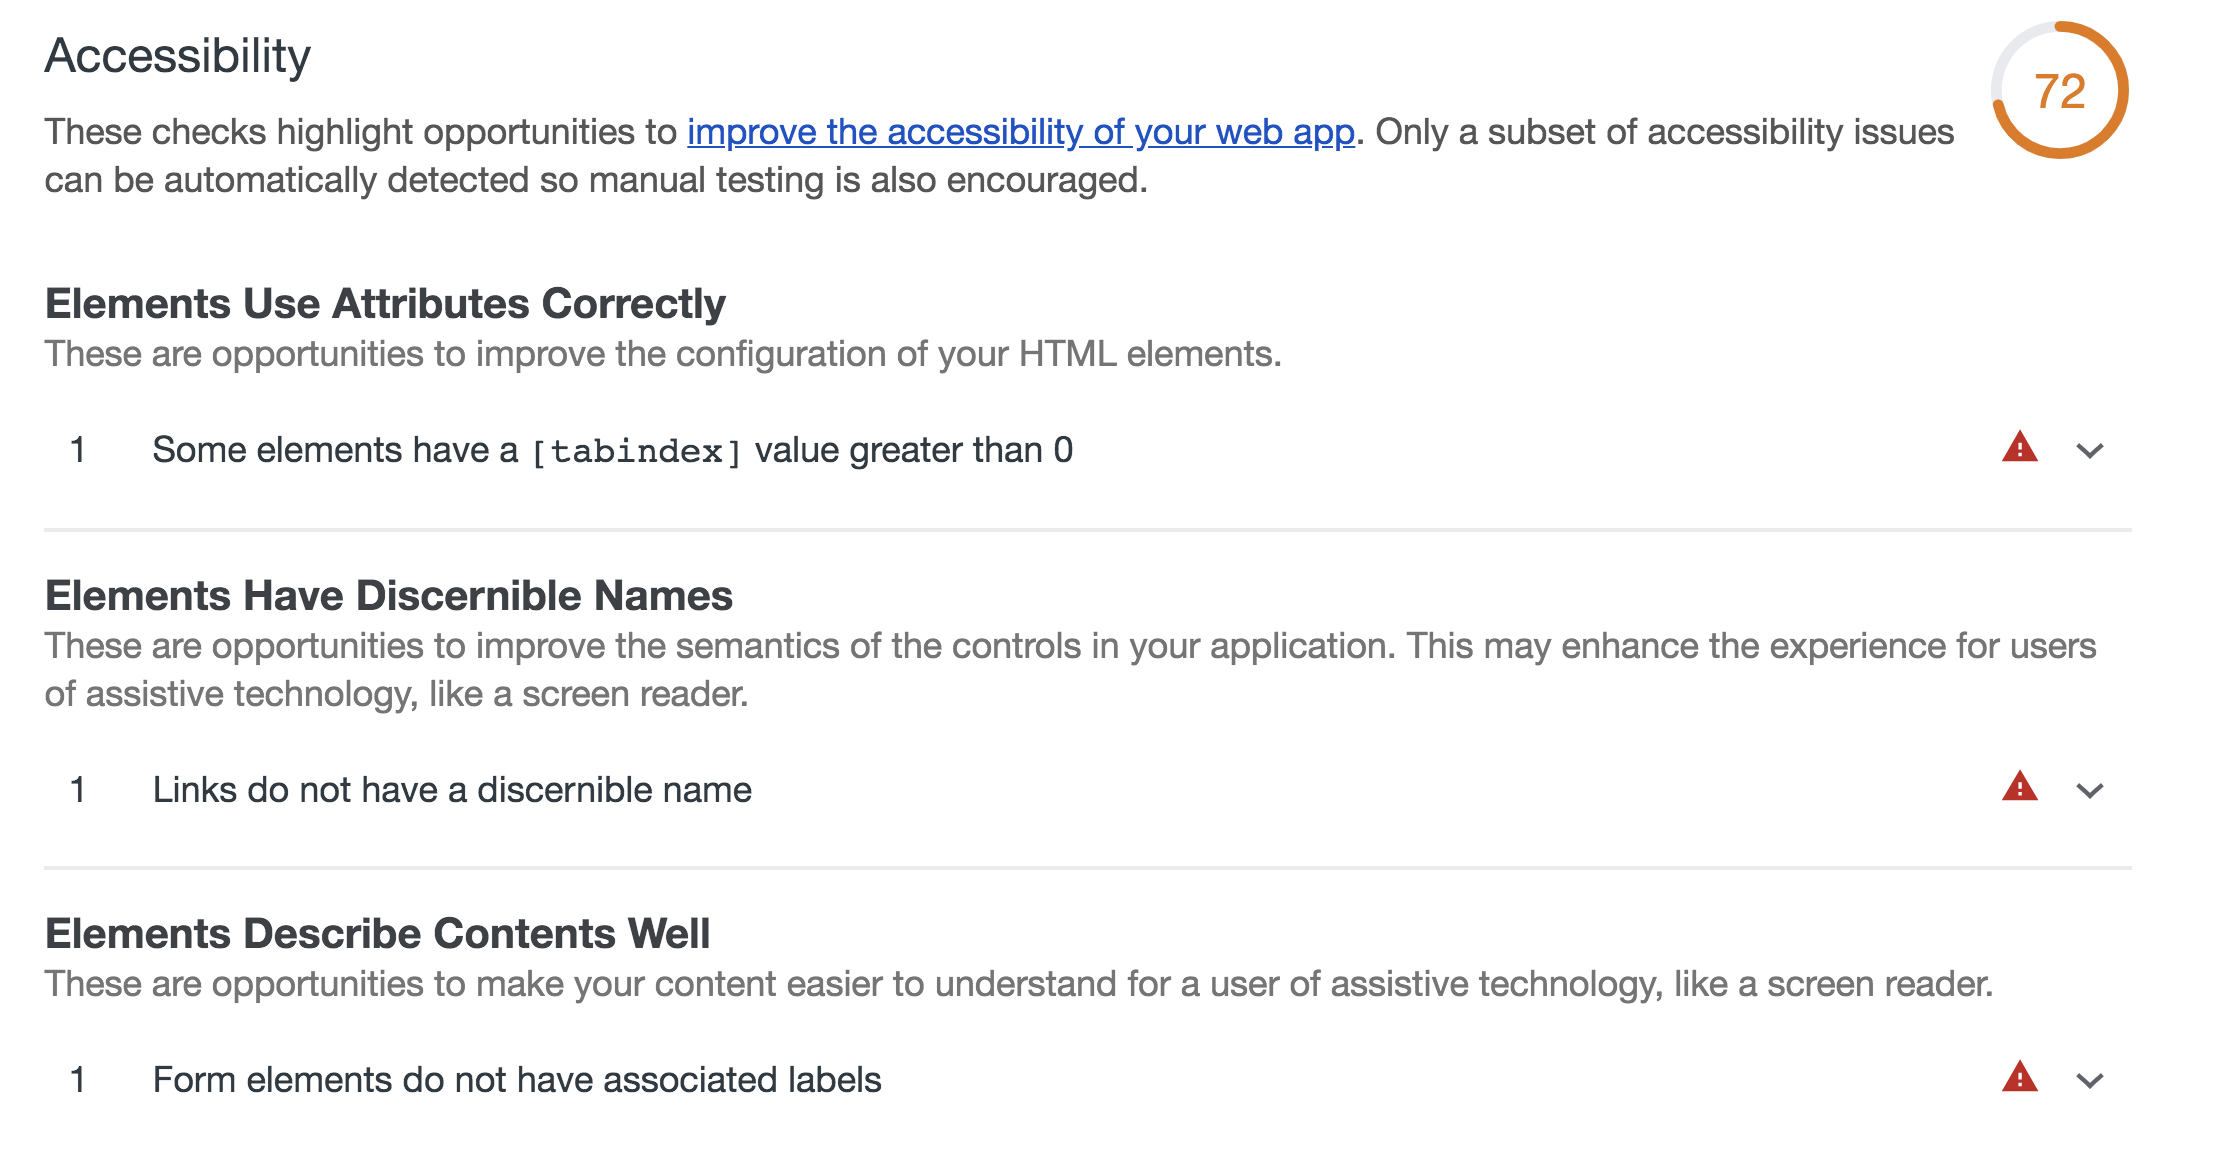 Accessibility
72
These checks highlight opportunities to improve the accessibility of your web app. Only a subset of accessibility issues
can be automatically detected so manual testing is also encouraged.
Elements Use Attributes Correctly
These are opportunities to improve the configuration of your HTML elements.
1 Some elements have a [tabindex] value greater than 0
Elements Have Discernible Names
These are opportunities to improve the semantics of the controls in your application. This may enhance the experience for users
of assistive technology, like a screen reader.
1 Links do not have a discernible name
Elements Describe Contents Well
These are opportunities to make your content easier to understand for a user of assistive technology, like a screen reader.
1 Form elements do not have associated labels